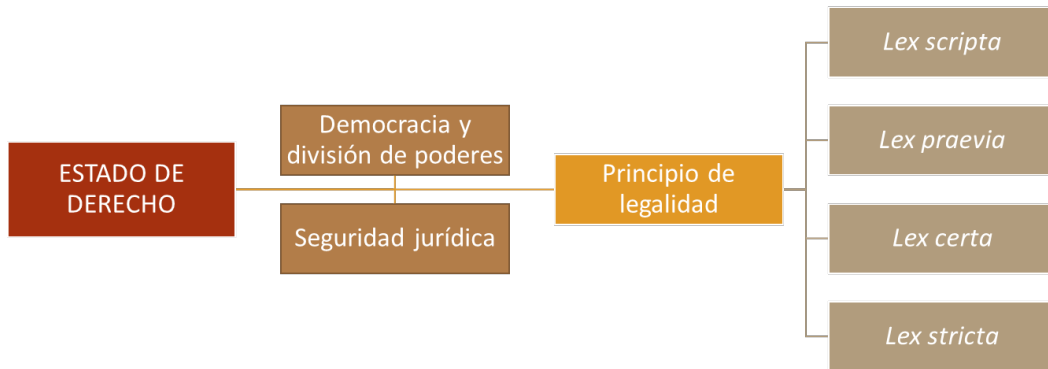 ESTADO DE
DERECHO
Democracia y
división de poderes
Seguridad jurídica
Principio de
legalidad
Lex scripta
Lex praevia
Lex certa
Lex stricta